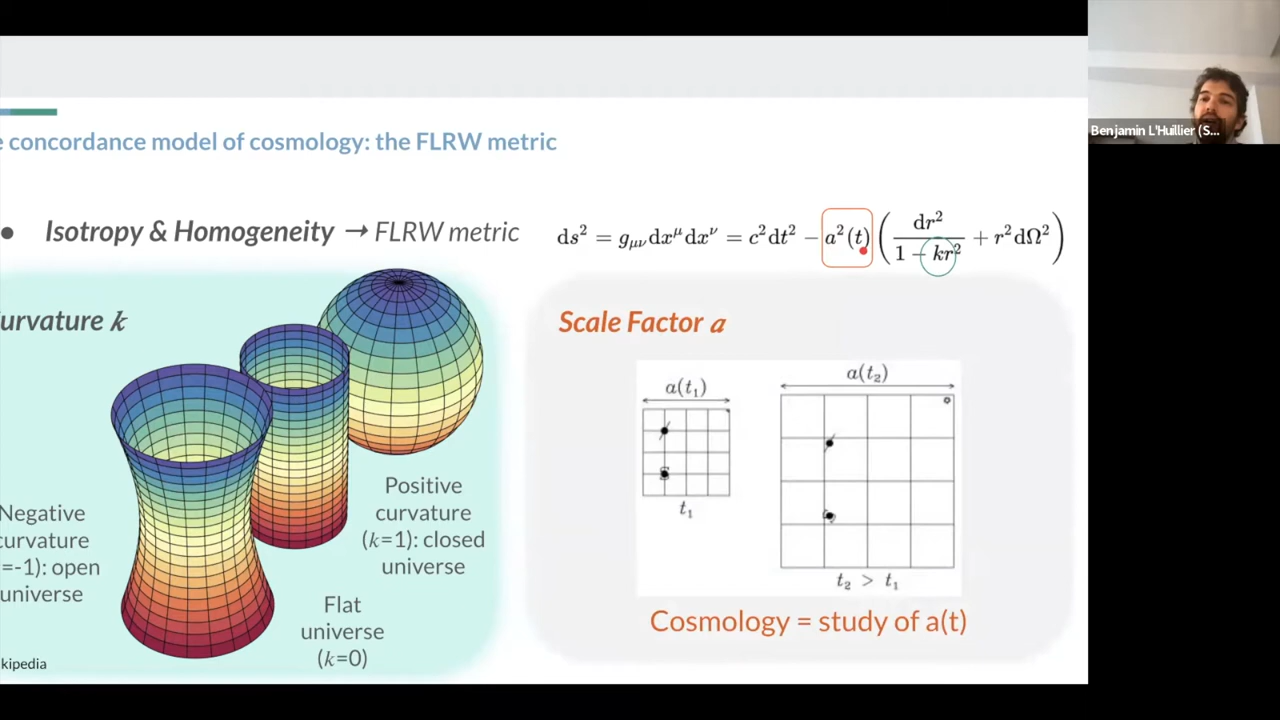 e concordance model of cosmology: the FLRW metric
● Isotropy & Homogeneity → FLRW metric
ds² = g_μν dx^μ dx^ν = c²dt² − a²(t) ( dr² / (1 − kr²) + r²dΩ² )
urvature k
Negative
curvature
=-1): open
universe
Flat
universe
(k=0)
Positive
curvature
(k=1): closed
universe
kipedia
Scale Factor a
a(t₁)
t₁
a(t₂)
t₂ > t₁
Cosmology = study of a(t)
Benjamin L'Huillier (S...